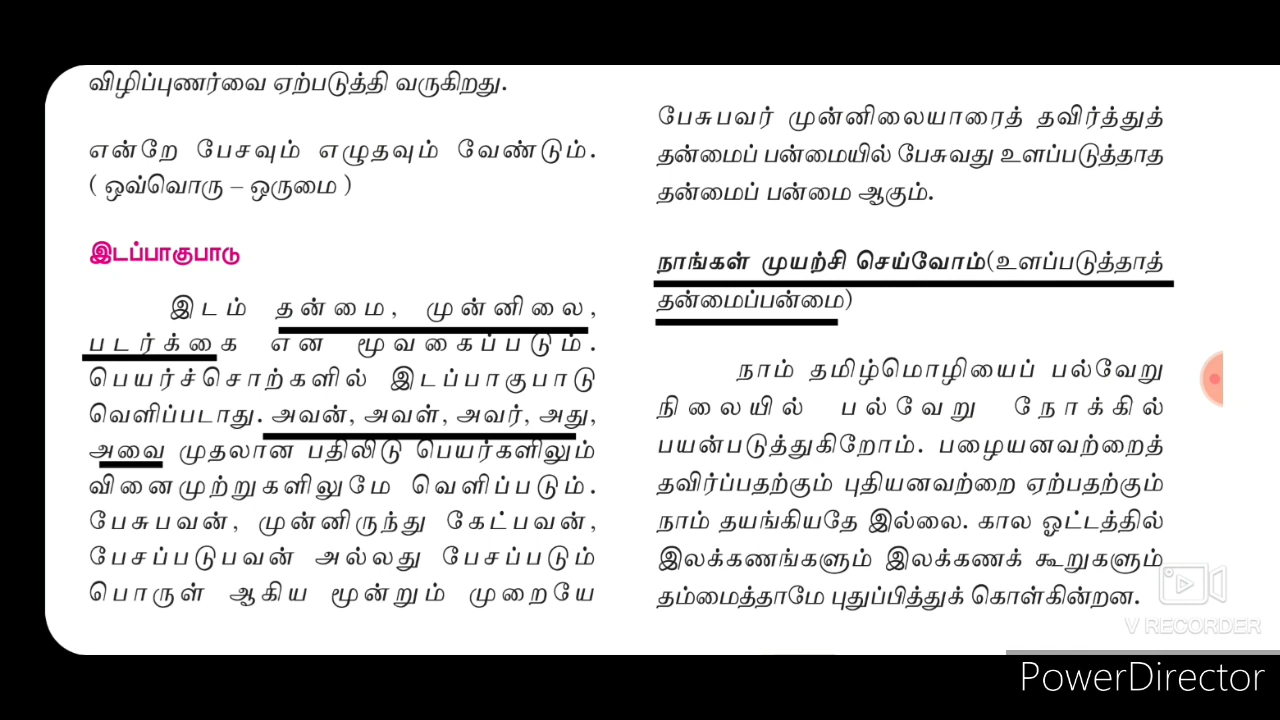 விழிப்புணர்வை ஏற்படுத்தி வருகிறது.
என்றே பேசவும் எழுதவும் வேண்டும்.
( ஒவ்வொரு – ஒருமை )
இடப்பாகுபாடு
இடம் தன்மை, முன்னிலை,
படர்க்கை என மூவகைப்படும்.
பெயர்ச்சொற்களில் இடப்பாகுபாடு
வெளிப்படாது. அவன், அவள், அவர், அது,
அவை முதலான பதிலிடு பெயர்களிலும்
வினைமுற்றுகளிலுமே வெளிப்படும்.
பேசுபவன், முன்னிருந்து கேட்பவன்,
பேசப்படுபவன் அல்லது பேசப்படும்
பொருள் ஆகிய மூன்றும் முறையே
பேசுபவர் முன்னிலையாரைத் தவிர்த்துத்
தன்மைப் பன்மையில் பேசுவது உளப்படுத்தாத
தன்மைப் பன்மை ஆகும்.
நாங்கள் முயற்சி செய்வோம்(உளப்படுத்தாத்
தன்மைப்பன்மை)
நாம் தமிழ்மொழியைப் பல்வேறு
நிலையில் பல்வேறு நோக்கில்
பயன்படுத்துகிறோம். பழையனவற்றைத்
தவிர்ப்பதற்கும் புதியனவற்றை ஏற்பதற்கும்
நாம் தயங்கியதே இல்லை. கால ஓட்டத்தில்
இலக்கணங்களும் இலக்கணக் கூறுகளும்
தம்மைத்தாமே புதுப்பித்துக் கொள்கின்றன.
V RECORDER
PowerDirector